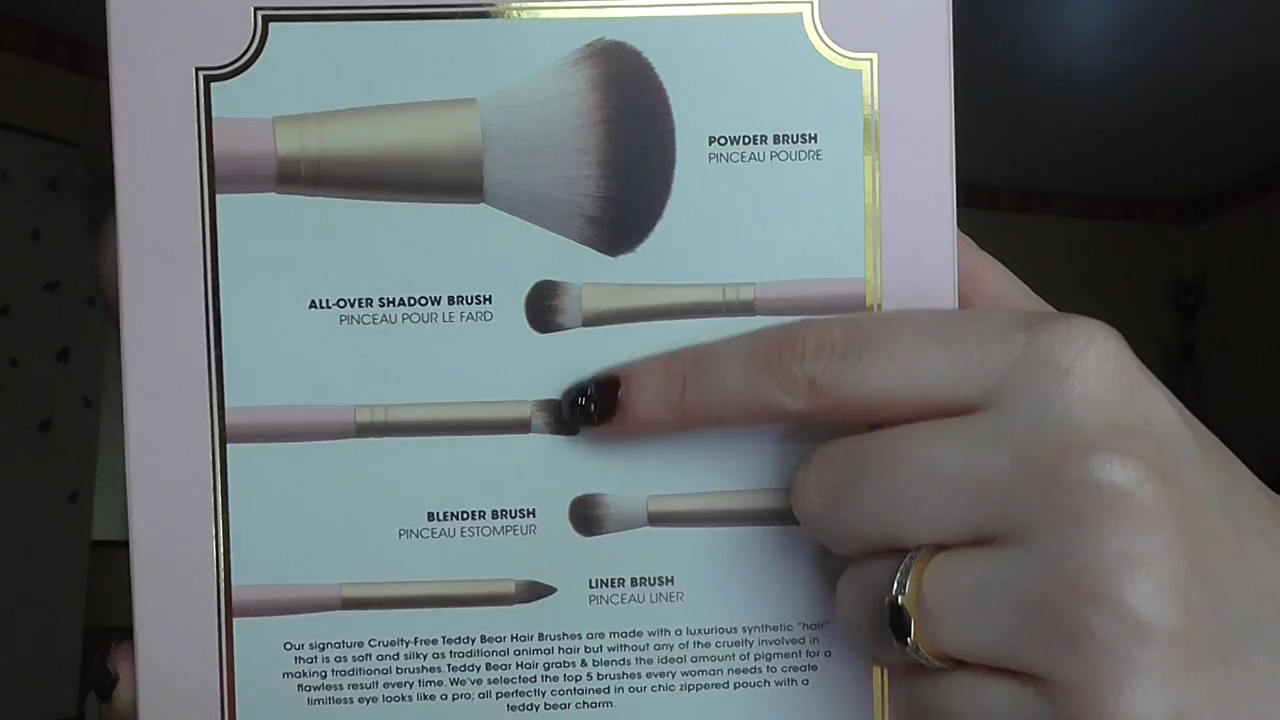 POWDER BRUSH
PINCEAU POUDRE
ALL-OVER SHADOW BRUSH
PINCEAU POUR LE FARD
BLENDER BRUSH
PINCEAU ESTOMPEUR
LINER BRUSH
PINCEAU LINER
Our signature Cruelty-Free Teddy Bear Hair Brushes are made with a luxurious synthetic "hair"
that is as soft and silky as traditional animal hair but without any of the cruelty involved in
making traditional brushes. Teddy Bear Hair grabs & blends the ideal amount of pigment for a
flawless result every time. We've selected the top 5 brushes every woman needs to create
limitless eye looks like a pro; all perfectly contained in our chic zippered pouch with a
teddy bear charm.